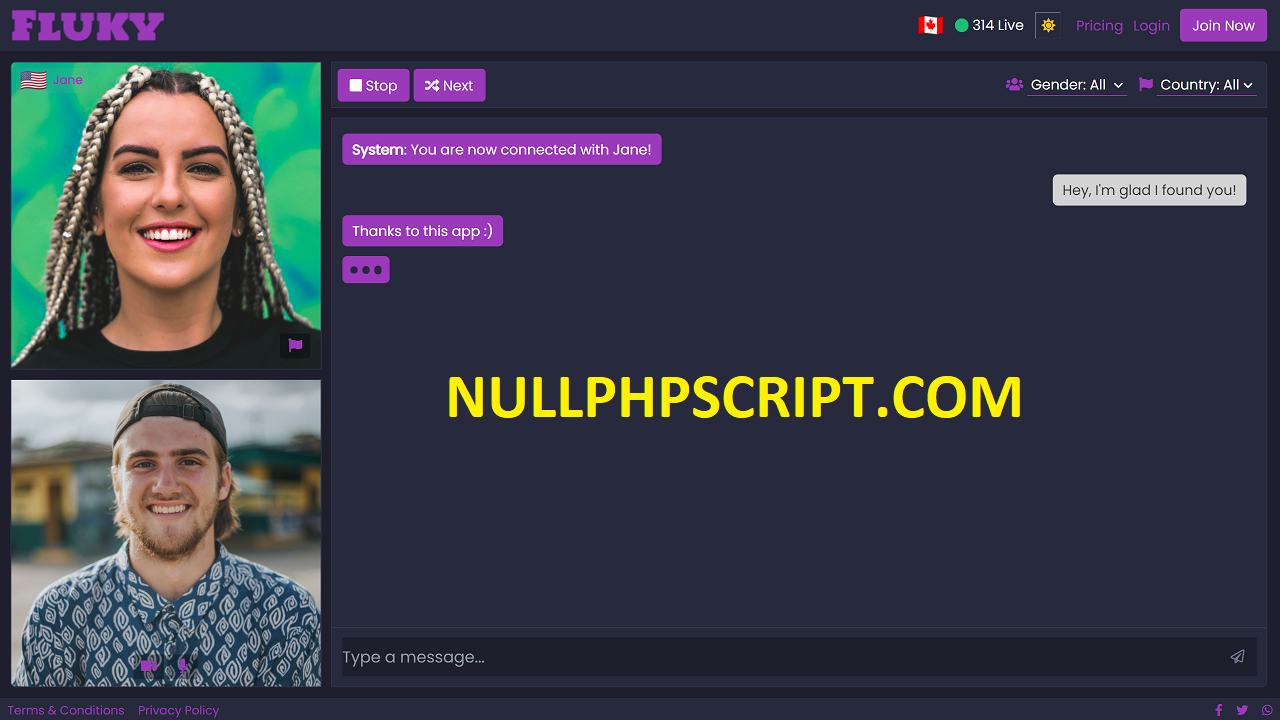 FLUKY
314 Live
Pricing
Login
Join Now
Jane
Stop
Next
Gender: All
Country: All
System: You are now connected with Jane!
Hey, I'm glad I found you!
Thanks to this app :)
NULLPHPSCRIPT.COM
Type a message...
Terms & Conditions
Privacy Policy